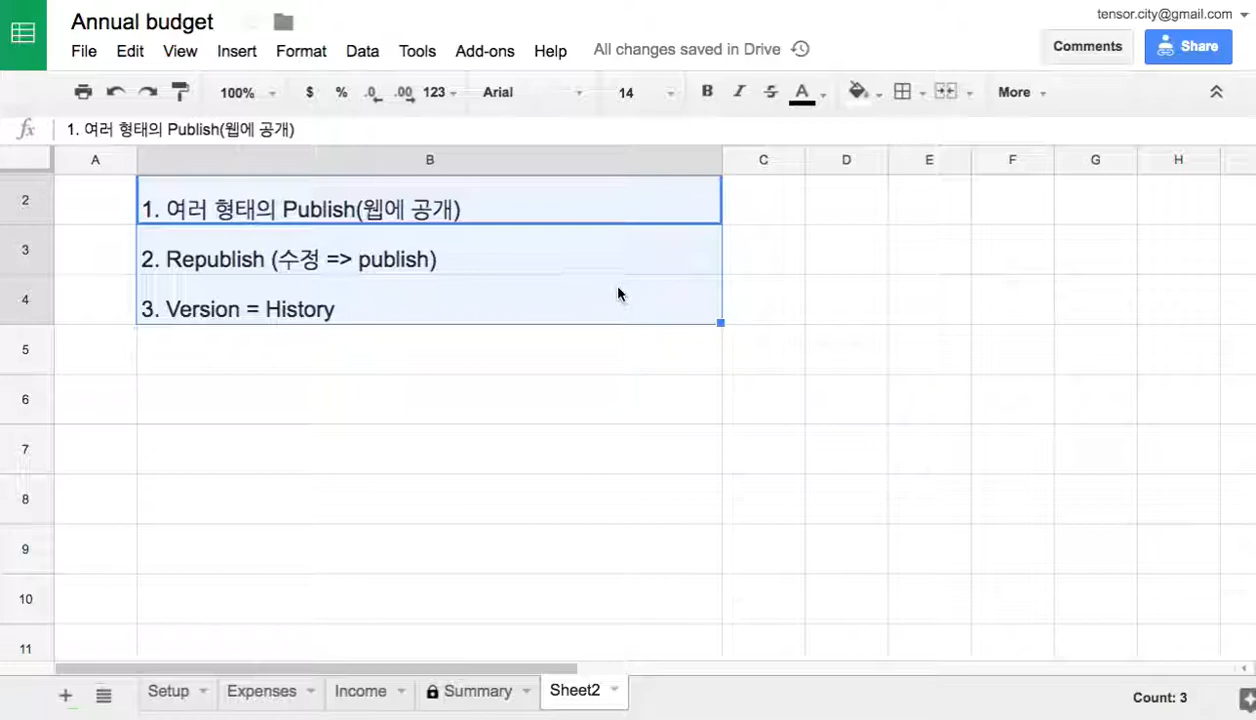 Annual budget
tensor.city@gmail.com
File Edit View Insert Format Data Tools Add-ons Help All changes saved in Drive
Comments Share
100% $ % .0 .00 123 Arial 14 B I S A More
fx 1. 여러 형태의 Publish(웹에 공개)
A B C D E F G H
2 1. 여러 형태의 Publish(웹에 공개)
3 2. Republish (수정 => publish)
4 3. Version = History
5
6
7
8
9
10
11
Setup Expenses Income Summary Sheet2 Count: 3